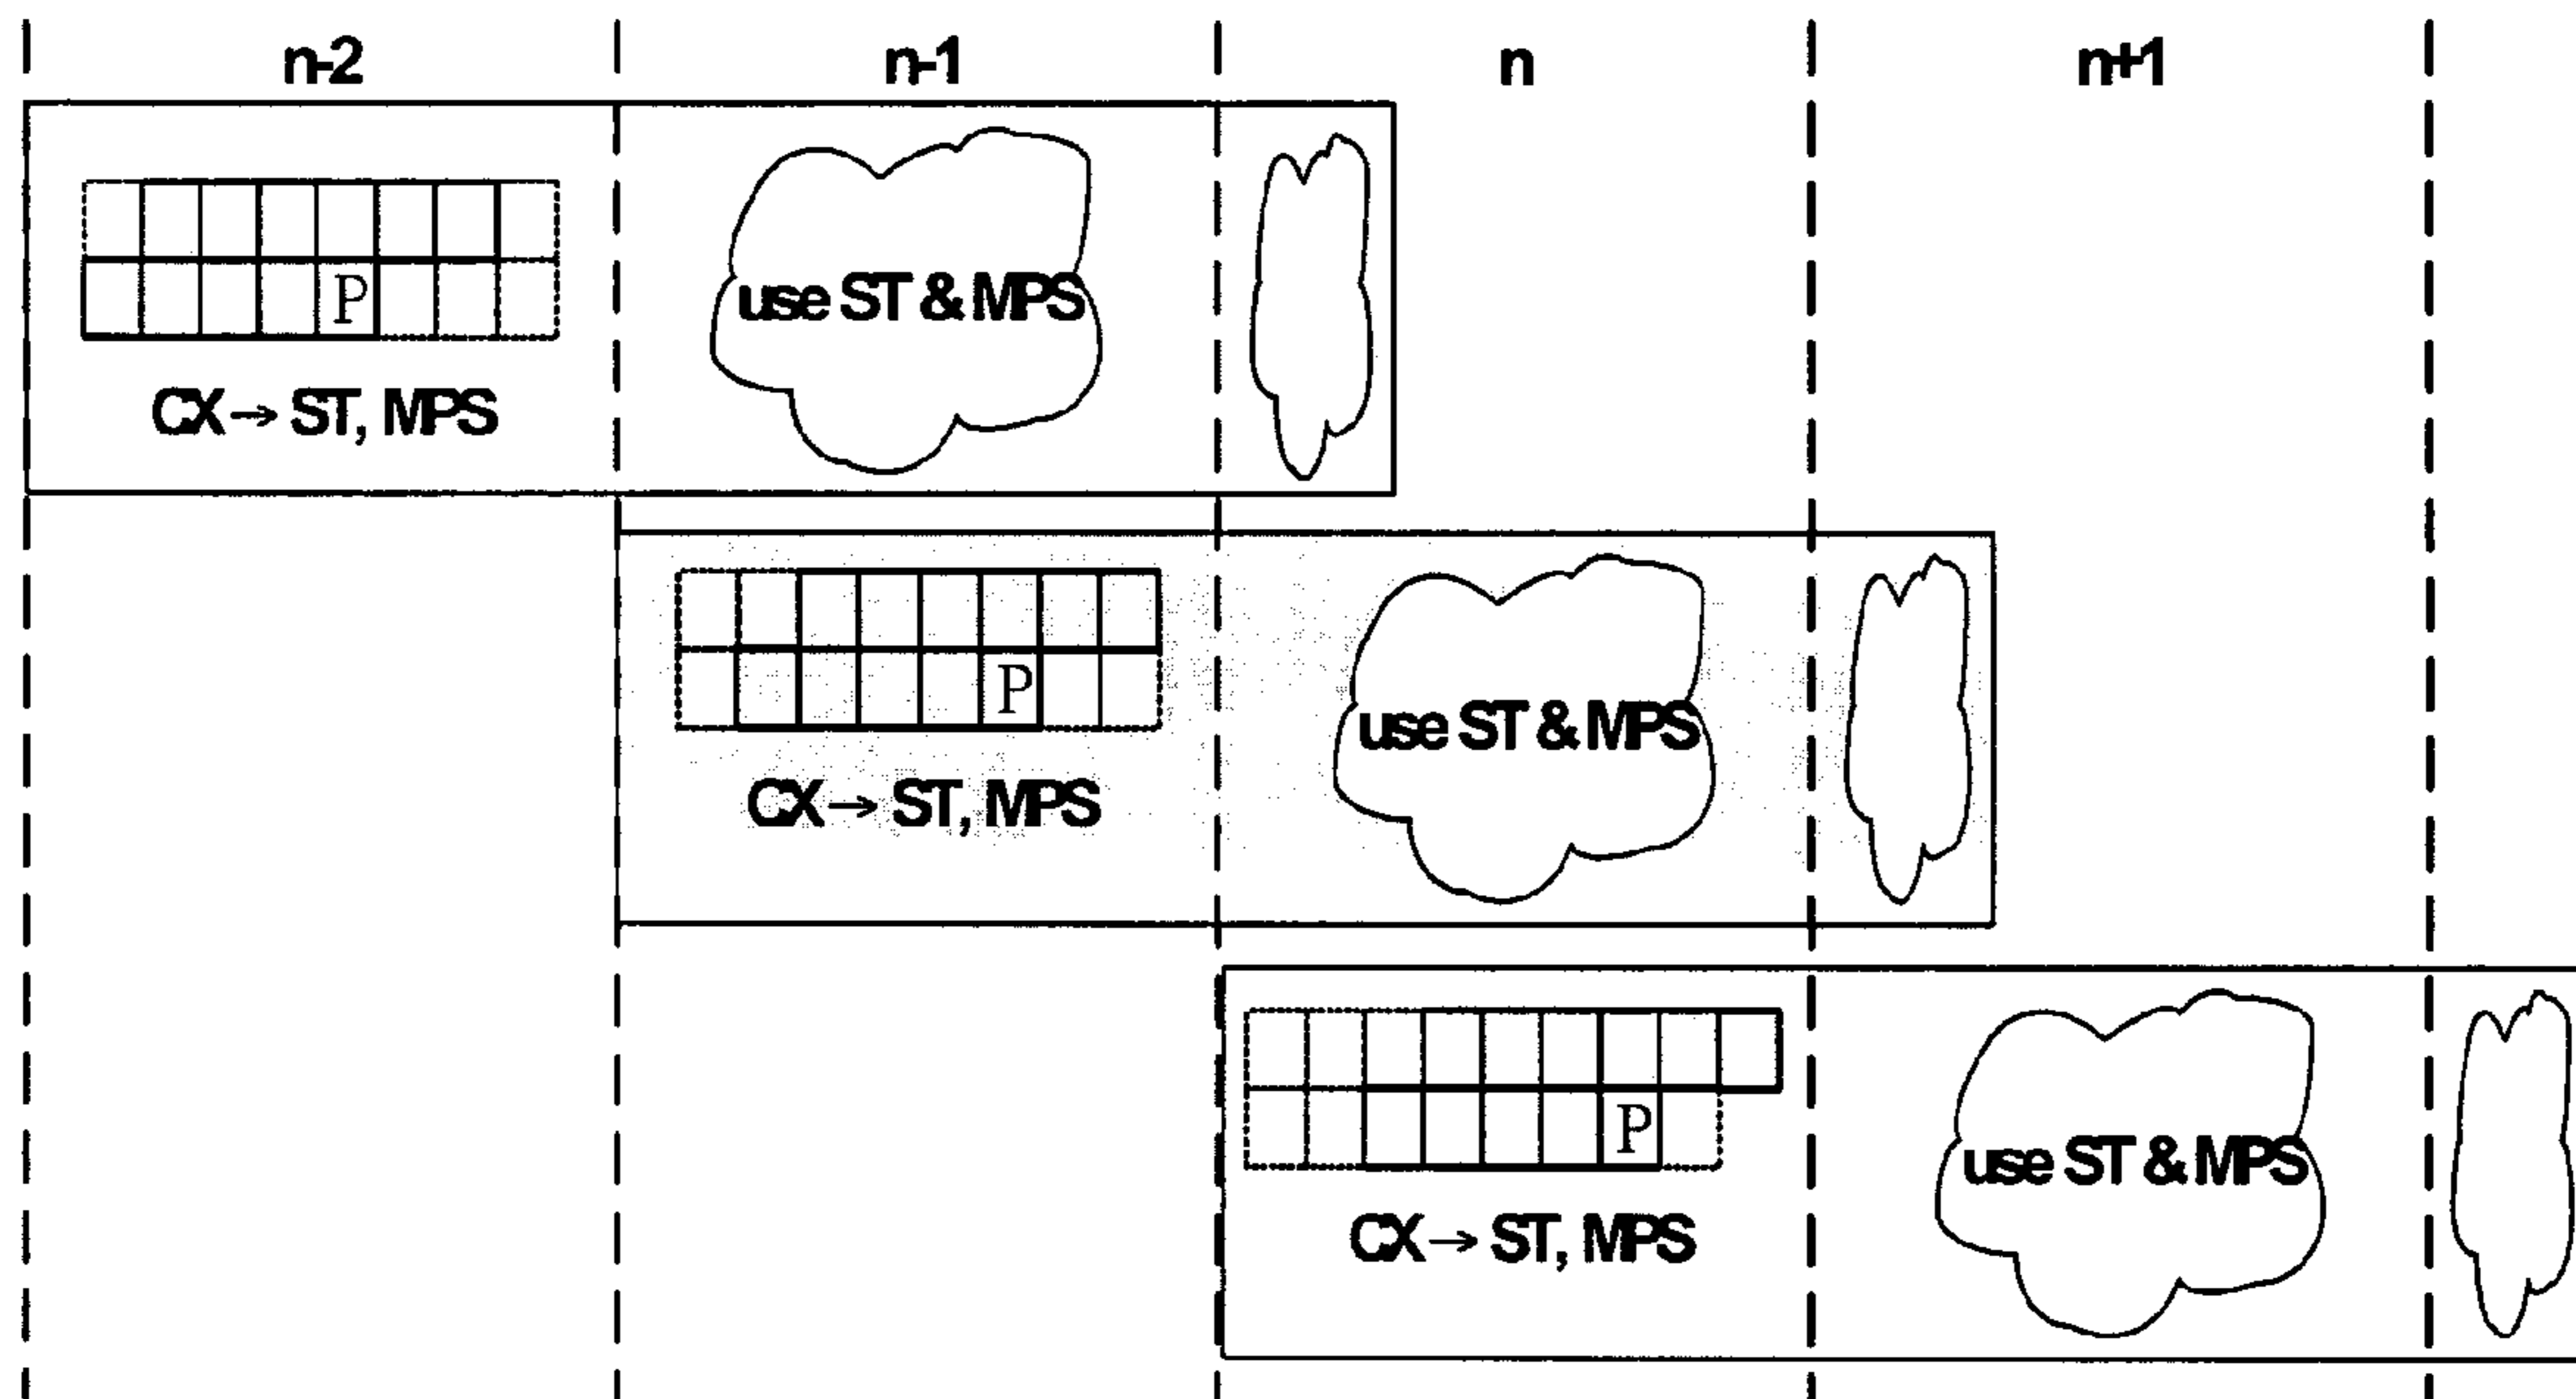 n-2 n-1 n n+1
P
use ST & MPS
CX → ST, MPS
P
use ST & MPS
CX → ST, MPS
P
use ST & MPS
CX → ST, MPS